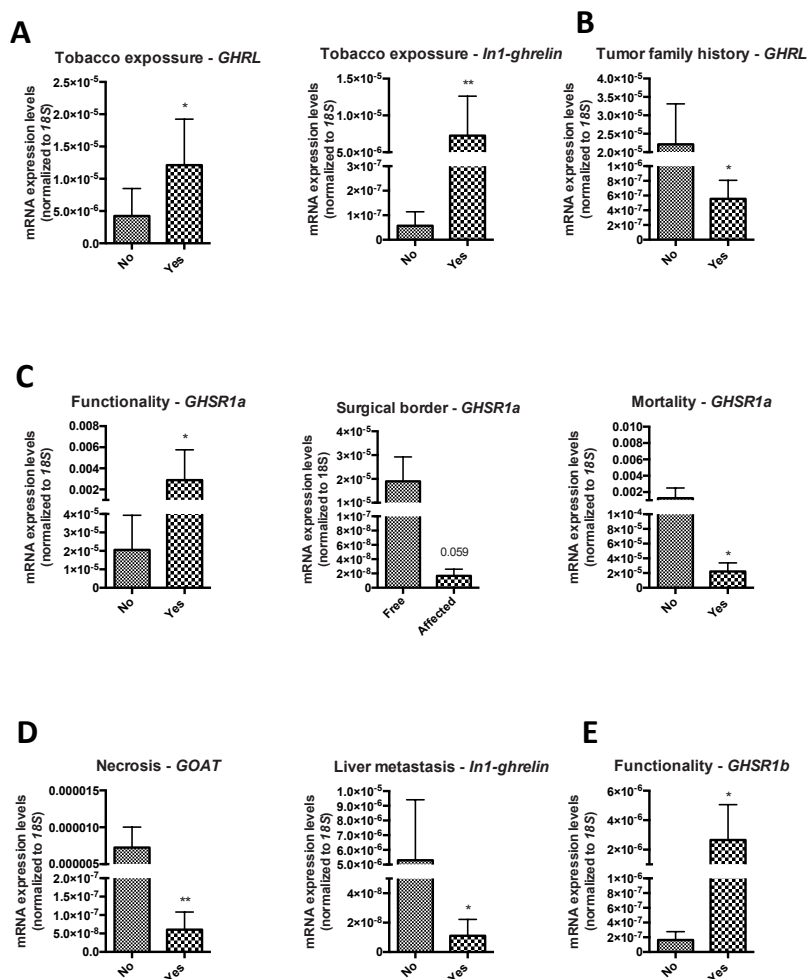 A
Tobacco expossure - GHRL
mRNA expression levels
(normalized to 18S)
2.5×10⁻⁵
2.0×10⁻⁵
1.5×10⁻⁵
1.0×10⁻⁵
5.0×10⁻⁶
0.0
*
No
Yes
Tobacco expossure - In1-ghrelin
mRNA expression levels
(normalized to 18S)
1.5×10⁻⁵
1.0×10⁻⁵
5.0×10⁻⁶
3×10⁻⁷
2×10⁻⁷
1×10⁻⁷
0
**
No
Yes
B
Tumor family history - GHRL
mRNA expression levels
(normalized to 18S)
4.0×10⁻⁵
3.5×10⁻⁵
3.0×10⁻⁵
2.5×10⁻⁵
2.0×10⁻⁵
1×10⁻⁶
8×10⁻⁷
6×10⁻⁷
4×10⁻⁷
2×10⁻⁷
0
*
No
Yes
C
Functionality - GHSR1a
mRNA expression levels
(normalized to 18S)
0.008
0.006
0.004
0.002
4×10⁻⁵
3×10⁻⁵
2×10⁻⁵
1×10⁻⁵
0
*
No
Yes
Surgical border - GHSR1a
mRNA expression levels
(normalized to 18S)
4×10⁻⁵
3×10⁻⁵
2×10⁻⁵
1×10⁻⁵
1×10⁻⁷
8×10⁻⁸
6×10⁻⁸
4×10⁻⁸
2×10⁻⁸
0
0.059
Free
Affected
Mortality - GHSR1a
mRNA expression levels
(normalized to 18S)
0.010
0.008
0.006
0.004
0.002
1×10⁻⁴
8×10⁻⁵
6×10⁻⁵
4×10⁻⁵
2×10⁻⁵
0
*
No
Yes
D
Necrosis - GOAT
mRNA expression levels
(normalized to 18S)
0.000015
0.000010
0.000005
2.0×10⁻⁷
1.5×10⁻⁷
1.0×10⁻⁷
5.0×10⁻⁸
0.0
**
No
Yes
Liver metastasis - In1-ghrelin
mRNA expression levels
(normalized to 18S)
1.0×10⁻⁵
9.0×10⁻⁶
8.0×10⁻⁶
7.0×10⁻⁶
6.0×10⁻⁶
5.0×10⁻⁶
4×10⁻⁸
2×10⁻⁸
0
*
No
Yes
E
Functionality - GHSR1b
mRNA expression levels
(normalized to 18S)
6×10⁻⁶
4×10⁻⁶
2×10⁻⁶
1×10⁻⁶
8×10⁻⁷
6×10⁻⁷
4×10⁻⁷
2×10⁻⁷
0
*
No
Yes